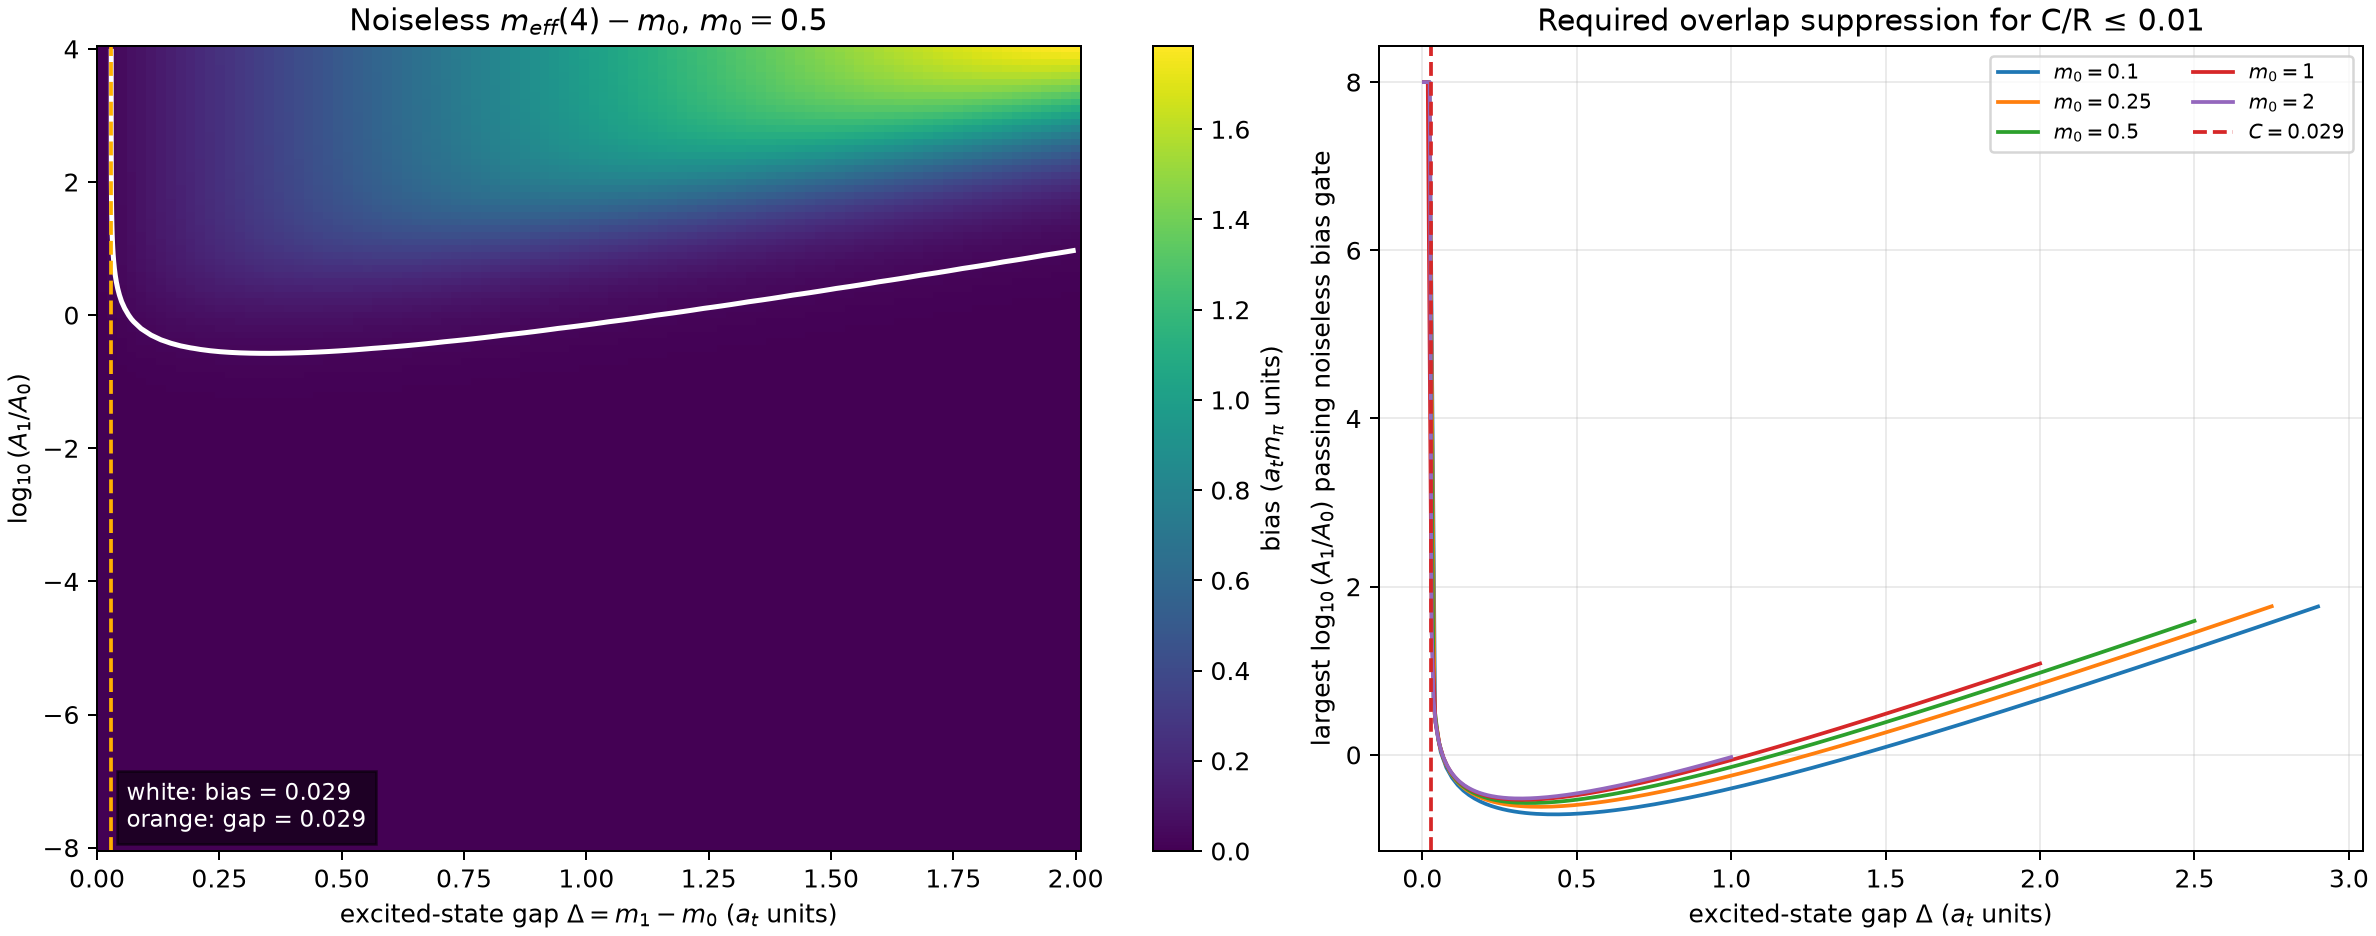 Noiseless $m_{eff}(4) - m_0$, $m_0 = 0.5$
4
2
0
−2
−4
−6
−8
log₁₀(A₁/A₀)
0.00 0.25 0.50 0.75 1.00 1.25 1.50 1.75 2.00
excited-state gap Δ = m₁ − m₀ (aₜ units)
white: bias = 0.029
orange: gap = 0.029
1.6
1.4
1.2
1.0
0.8
0.6
0.4
0.2
0.0
bias (aₜm_π units)
Required overlap suppression for C/R ≤ 0.01
8
6
4
2
0
largest log₁₀(A₁/A₀) passing noiseless bias gate
m₀ = 0.1
m₀ = 0.25
m₀ = 0.5
m₀ = 1
m₀ = 2
C = 0.029
0.0 0.5 1.0 1.5 2.0 2.5 3.0
excited-state gap Δ (aₜ units)